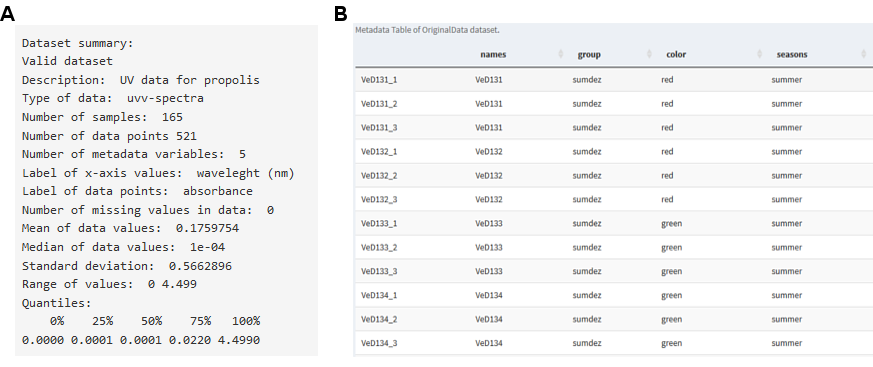 A
Dataset summary:
Valid dataset
Description: UV data for propolis
Type of data: uvv-spectra
Number of samples: 165
Number of data points 521
Number of metadata variables: 5
Label of x-axis values: waveleght (nm)
Label of data points: absorbance
Number of missing values in data: 0
Mean of data values: 0.1759754
Median of data values: 1e-04
Standard deviation: 0.5662896
Range of values: 0 4.499
Quantiles:
0% 25% 50% 75% 100%
0.0000 0.0001 0.0001 0.0220 4.4990
B
Metadata Table of OriginalData dataset.
names group color seasons
VeD131_1 VeD131 sumdez red summer
VeD131_2 VeD131 sumdez red summer
VeD131_3 VeD131 sumdez red summer
VeD132_1 VeD132 sumdez red summer
VeD132_2 VeD132 sumdez red summer
VeD132_3 VeD132 sumdez red summer
VeD133_1 VeD133 sumdez green summer
VeD133_2 VeD133 sumdez green summer
VeD133_3 VeD133 sumdez green summer
VeD134_1 VeD134 sumdez green summer
VeD134_2 VeD134 sumdez green summer
VeD134_3 VeD134 sumdez green summer